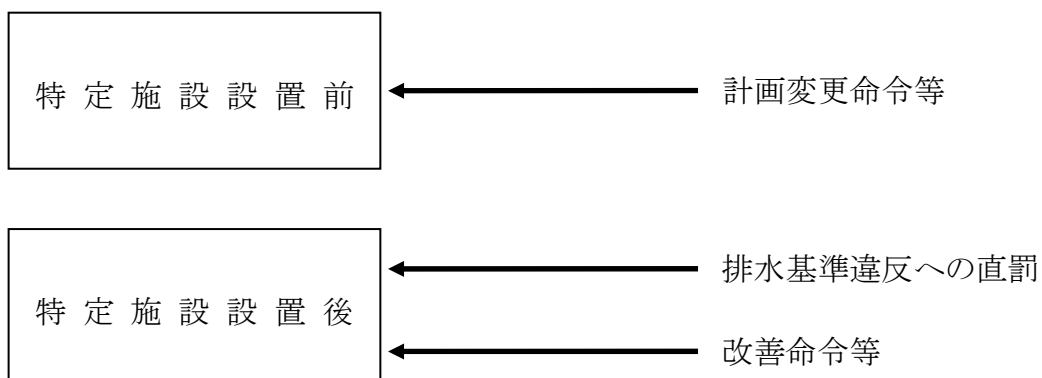 特定施設設置前
計画変更命令等
排水基準違反への直罰
特定施設設置後
改善命令等